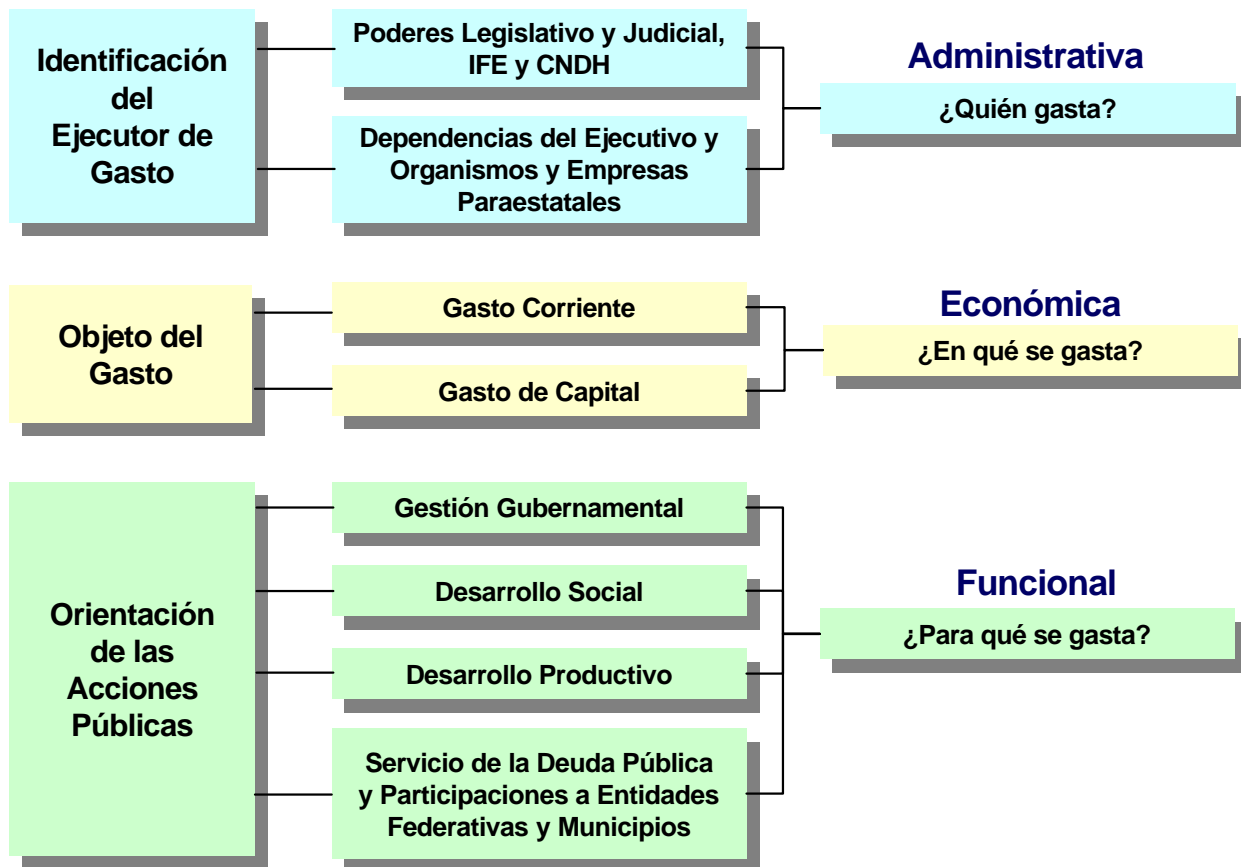 Identificación
del
Ejecutor de
Gasto
Poderes Legislativo y Judicial,
IFE y CNDH
Dependencias del Ejecutivo y
Organismos y Empresas
Paraestatales
Administrativa
¿Quién gasta?
Objeto del
Gasto
Gasto Corriente
Gasto de Capital
Económica
¿En qué se gasta?
Orientación
de las
Acciones
Públicas
Gestión Gubernamental
Desarrollo Social
Desarrollo Productivo
Servicio de la Deuda Pública
y Participaciones a Entidades
Federativas y Municipios
Funcional
¿Para qué se gasta?